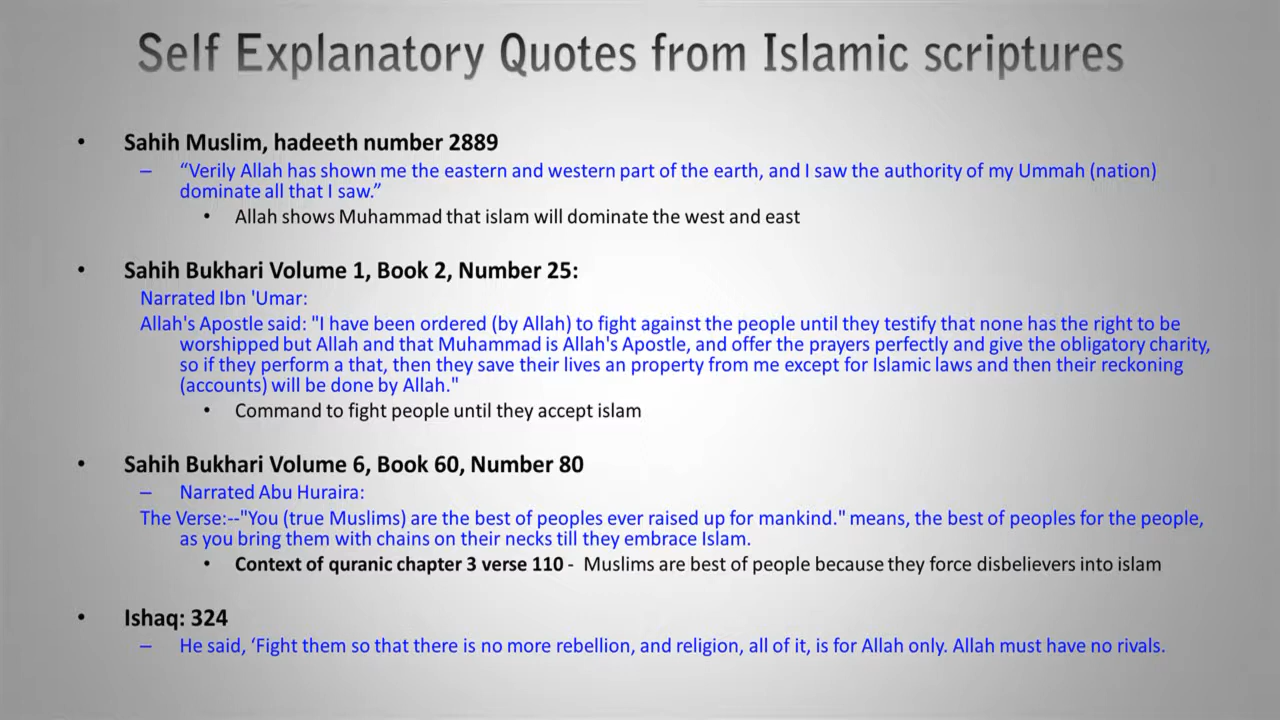 Self Explanatory Quotes from Islamic scriptures
• Sahih Muslim, hadeeth number 2889
– “Verily Allah has shown me the eastern and western part of the earth, and I saw the authority of my Ummah (nation)
dominate all that I saw.”
• Allah shows Muhammad that islam will dominate the west and east
• Sahih Bukhari Volume 1, Book 2, Number 25:
Narrated Ibn 'Umar:
Allah's Apostle said: "I have been ordered (by Allah) to fight against the people until they testify that none has the right to be
worshipped but Allah and that Muhammad is Allah's Apostle, and offer the prayers perfectly and give the obligatory charity,
so if they perform a that, then they save their lives an property from me except for Islamic laws and then their reckoning
(accounts) will be done by Allah."
• Command to fight people until they accept islam
• Sahih Bukhari Volume 6, Book 60, Number 80
– Narrated Abu Huraira:
The Verse:--"You (true Muslims) are the best of peoples ever raised up for mankind." means, the best of peoples for the people,
as you bring them with chains on their necks till they embrace Islam.
• Context of quranic chapter 3 verse 110 - Muslims are best of people because they force disbelievers into islam
• Ishaq: 324
– He said, ‘Fight them so that there is no more rebellion, and religion, all of it, is for Allah only. Allah must have no rivals.